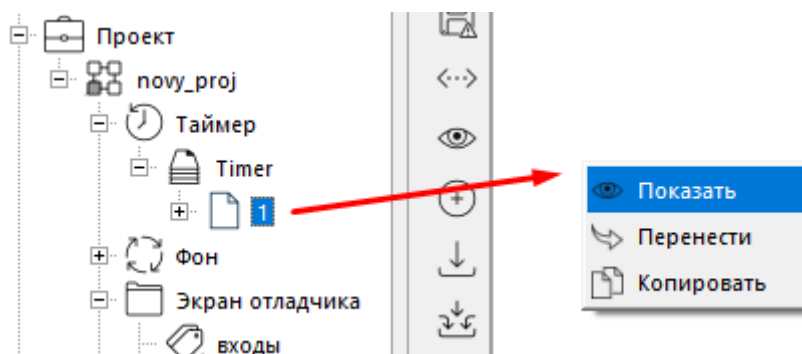 Проект
novy_proj
Таймер
Timer
1
Фон
Экран отладчика
входы
Показать
Перенести
Копировать